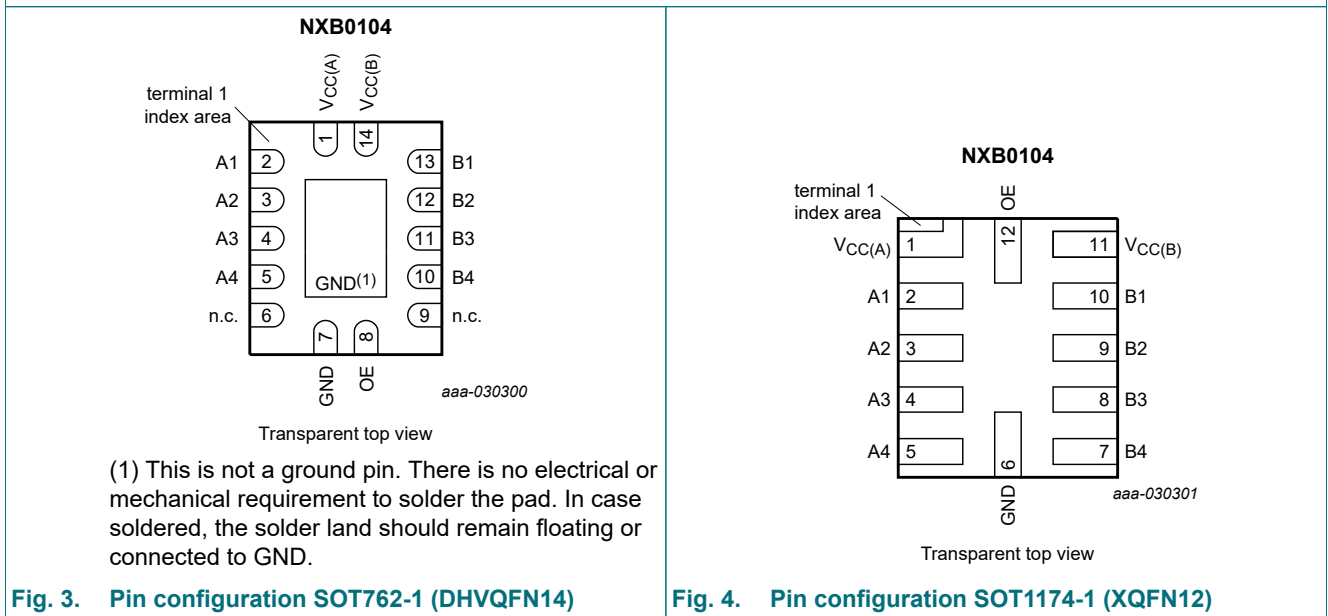 NXB0104
VCC(A)
VCC(B)
terminal 1
index area
1
14
A1 2 13 B1
A2 3 12 B2
A3 4 11 B3
A4 5 10 B4
GND(1)
n.c. 6 9 n.c.
7
8
GND
OE
aaa-030300
Transparent top view
(1) This is not a ground pin. There is no electrical or
mechanical requirement to solder the pad. In case
soldered, the solder land should remain floating or
connected to GND.
Fig. 3. Pin configuration SOT762-1 (DHVQFN14)
NXB0104
terminal 1
index area
OE
VCC(A) 1 12 11 VCC(B)
A1 2 10 B1
A2 3 9 B2
A3 4 8 B3
A4 5 6 7 B4
GND
aaa-030301
Transparent top view
Fig. 4. Pin configuration SOT1174-1 (XQFN12)